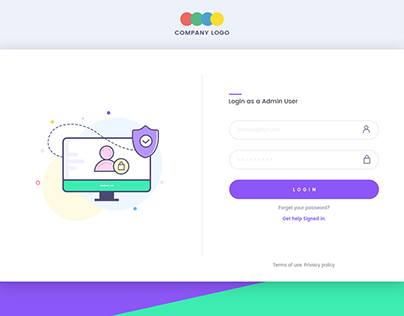 COMPANY LOGO
Login as a Admin User
LOGIN
Forget your password?
Get help Signed in.
Terms of use. Privacy policy